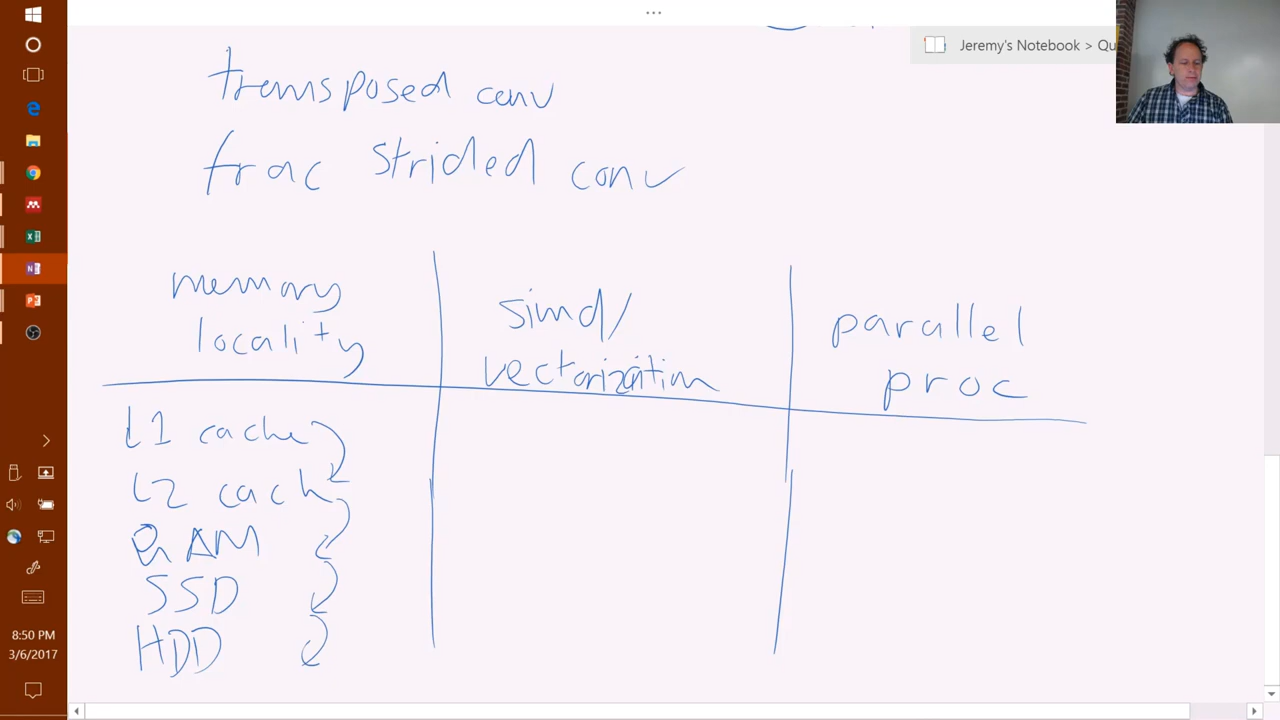 Jeremy's Notebook > Qu
transposed conv
frac strided conv
memory
locality
simd/
vectorization
parallel
proc
L1 cache
L2 cach
RAM
SSD
HDD
8:50 PM
3/6/2017